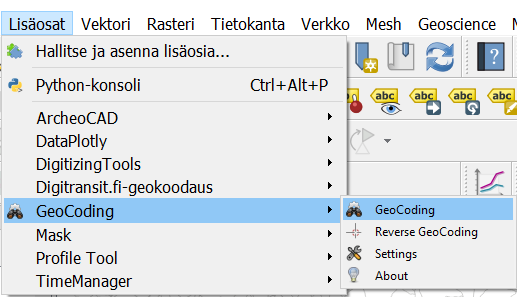 Lisäosat Vektori Rasteri Tietokanta Verkko Mesh Geoscience M
Hallitse ja asenna lisäosia...
Python-konsoli Ctrl+Alt+P
ArcheoCAD
DataPlotly
DigitizingTools
Digitransit.fi-geokoodaus
GeoCoding
Mask
Profile Tool
TimeManager
GeoCoding
Reverse GeoCoding
Settings
About
abc abc abc abc abc